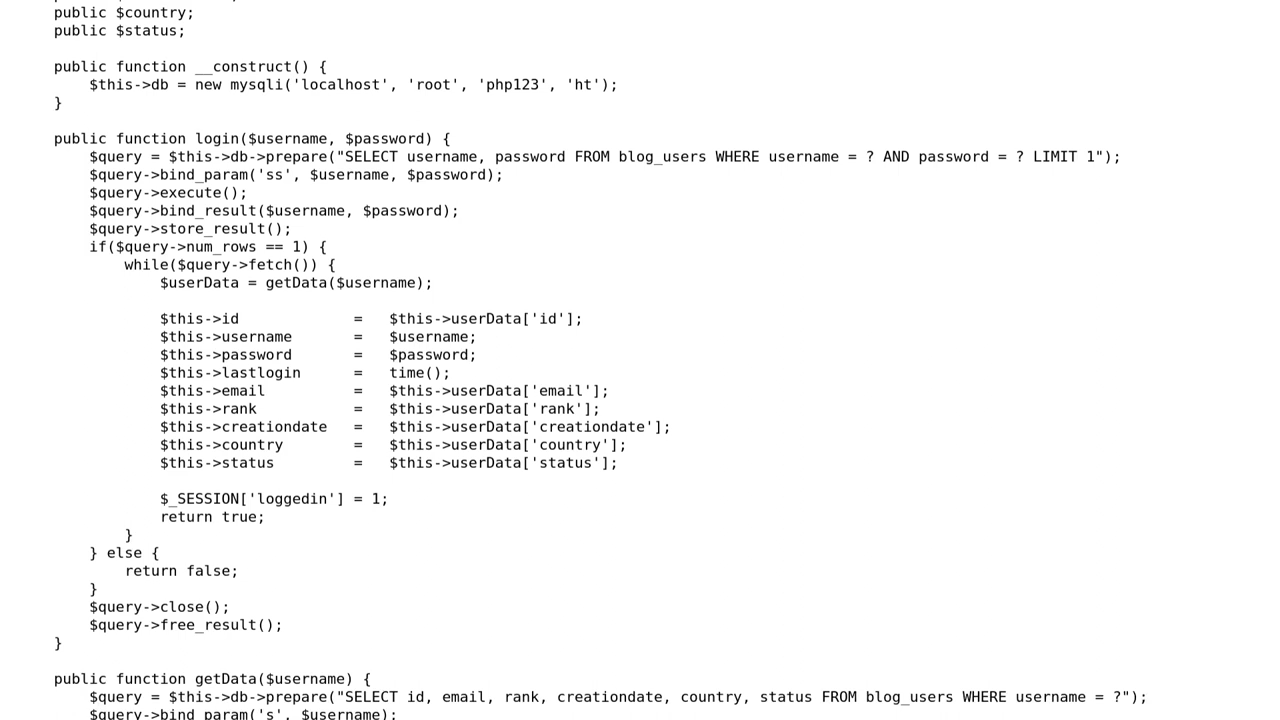 public $country;
public $status;
public function __construct() {
$this->db = new mysqli('localhost', 'root', 'php123', 'ht');
}
public function login($username, $password) {
$query = $this->db->prepare("SELECT username, password FROM blog_users WHERE username = ? AND password = ? LIMIT 1");
$query->bind_param('ss', $username, $password);
$query->execute();
$query->bind_result($username, $password);
$query->store_result();
if($query->num_rows == 1) {
while($query->fetch()) {
$userData = getData($username);
$this->id = $this->userData['id'];
$this->username = $username;
$this->password = $password;
$this->lastlogin = time();
$this->email = $this->userData['email'];
$this->rank = $this->userData['rank'];
$this->creationdate = $this->userData['creationdate'];
$this->country = $this->userData['country'];
$this->status = $this->userData['status'];
$_SESSION['loggedin'] = 1;
return true;
}
} else {
return false;
}
$query->close();
$query->free_result();
}
public function getData($username) {
$query = $this->db->prepare("SELECT id, email, rank, creationdate, country, status FROM blog_users WHERE username = ?");
$query->bind_param('s', $username);